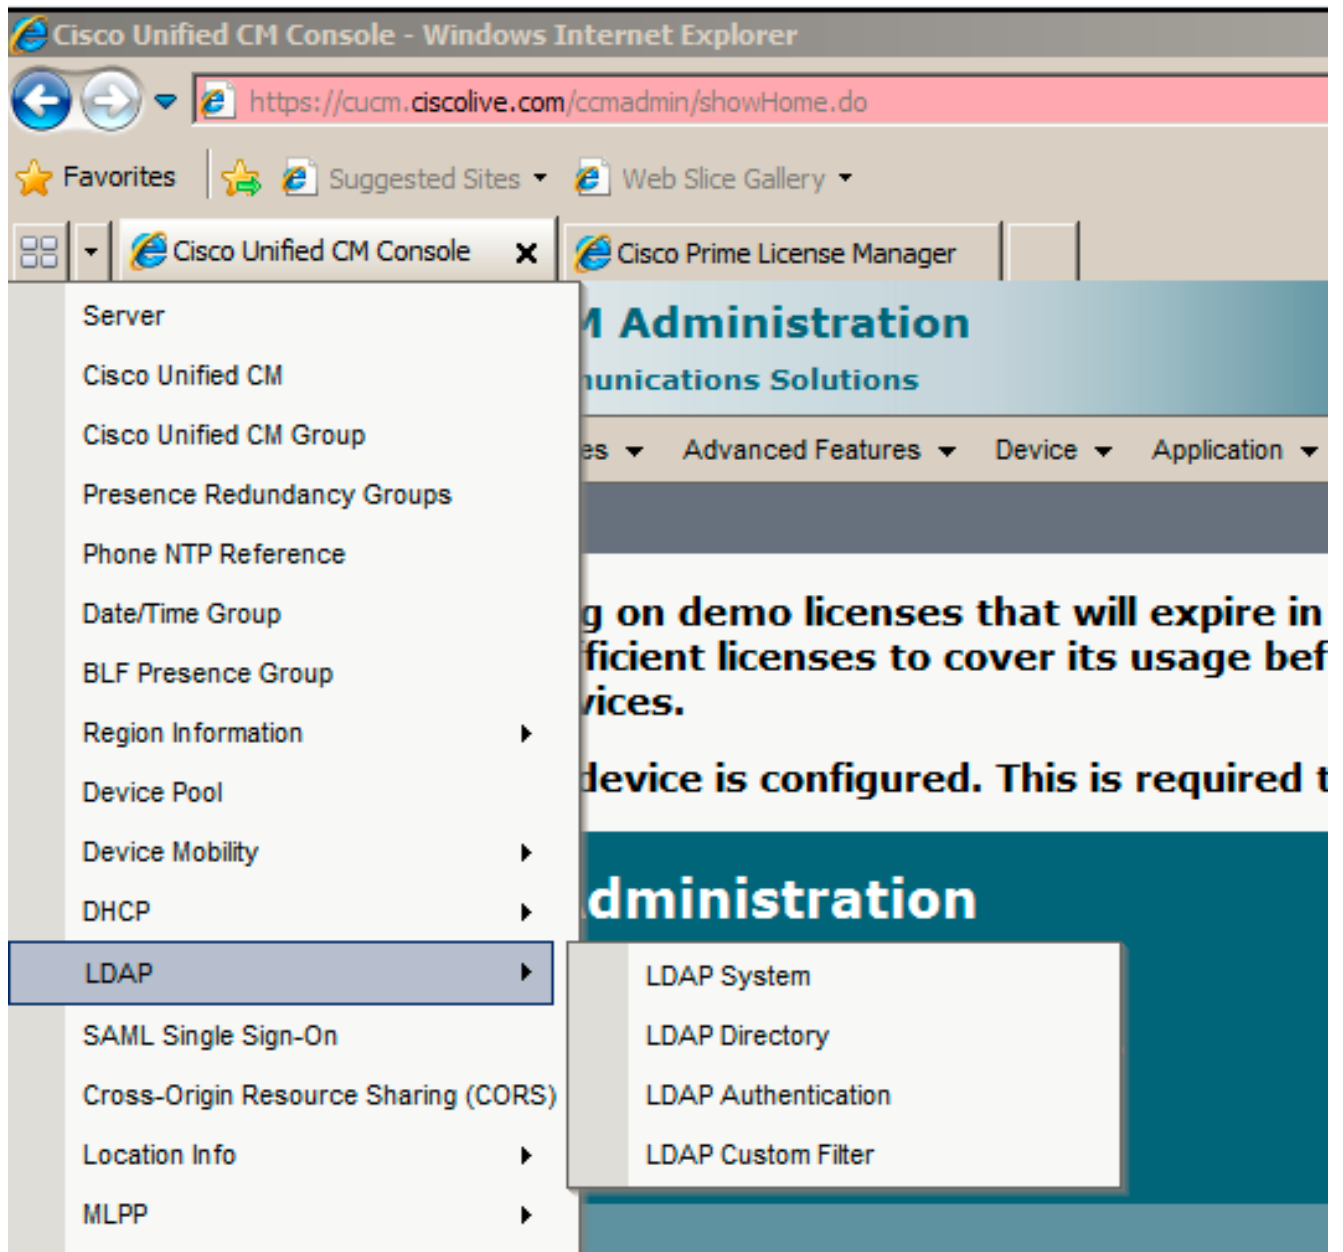 Cisco Unified CM Console - Windows Internet Explorer
https://cucm.ciscolive.com/ccmadmin/showHome.do
Favorites Suggested Sites Web Slice Gallery
Cisco Unified CM Console Cisco Prime License Manager
Server
Cisco Unified CM
Cisco Unified CM Group
Presence Redundancy Groups
Phone NTP Reference
Date/Time Group
BLF Presence Group
Region Information
Device Pool
Device Mobility
DHCP
LDAP
SAML Single Sign-On
Cross-Origin Resource Sharing (CORS)
Location Info
MLPP
LDAP System
LDAP Directory
LDAP Authentication
LDAP Custom Filter
M Administration
nunications Solutions
es Advanced Features Device Application
g on demo licenses that will expire in
ficient licenses to cover its usage bef
vices.
device is configured. This is required t
dministration